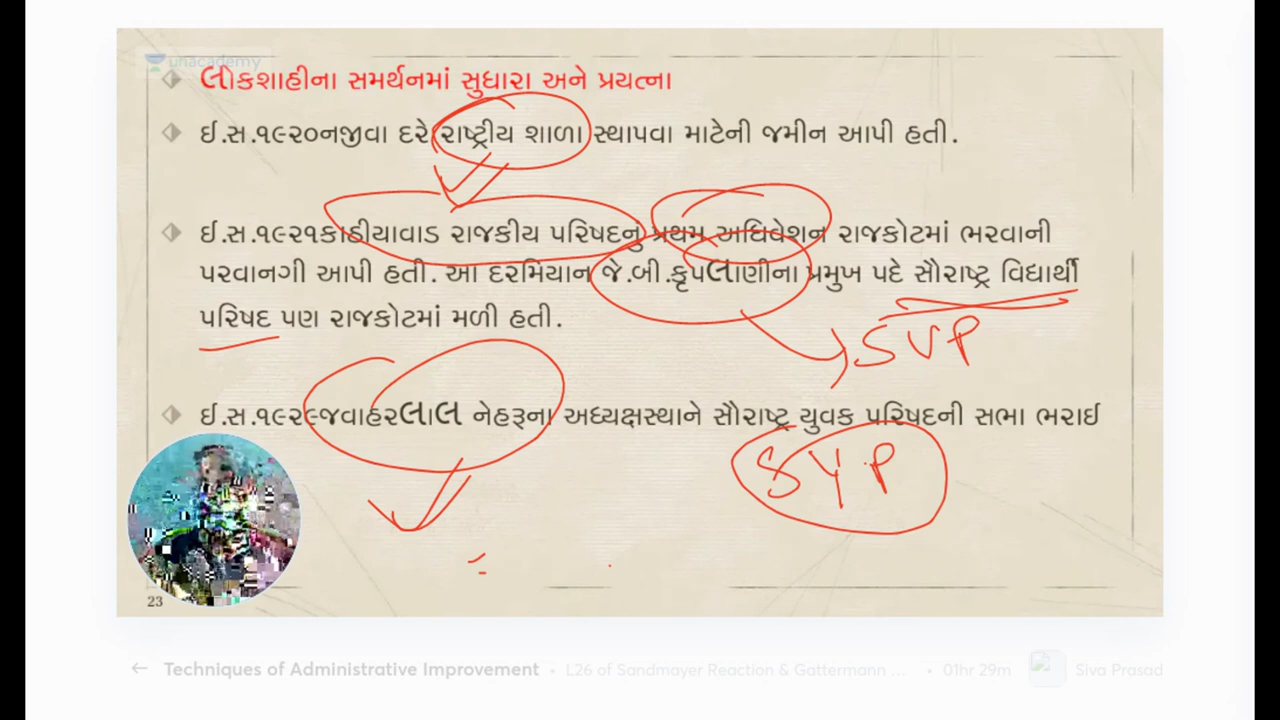 unacademy
લોકશાહીના સમર્થનમાં સુધારા અને પ્રયત્ના
ઈ.સ.૧૯૨૦નજીવા દરે રાષ્ટ્રીય શાળા સ્થાપવા માટેની જમીન આપી હતી.
ઈ.સ.૧૯૨૧કાઠીયાવાડ રાજકીય પરિષદનું પ્રથમ અધિવેશન રાજકોટમાં ભરવાની
પરવાનગી આપી હતી. આ દરમિયાન જે.બી.કૃપલાણીના પ્રમુખ પદે સૌરાષ્ટ્ર વિદ્યાર્થી
પરિષદ પણ રાજકોટમાં મળી હતી.
SVP
ઈ.સ.૧૯૨૯જવાહરલાલ નેહરૂના અધ્યક્ષસ્થાને સૌરાષ્ટ્ર યુવક પરિષદની સભા ભરાઈ
SYP
23
Techniques of Administrative Improvement • L26 of Sandmayer Reaction & Gattermann ... • 01hr 29m Siva Prasad